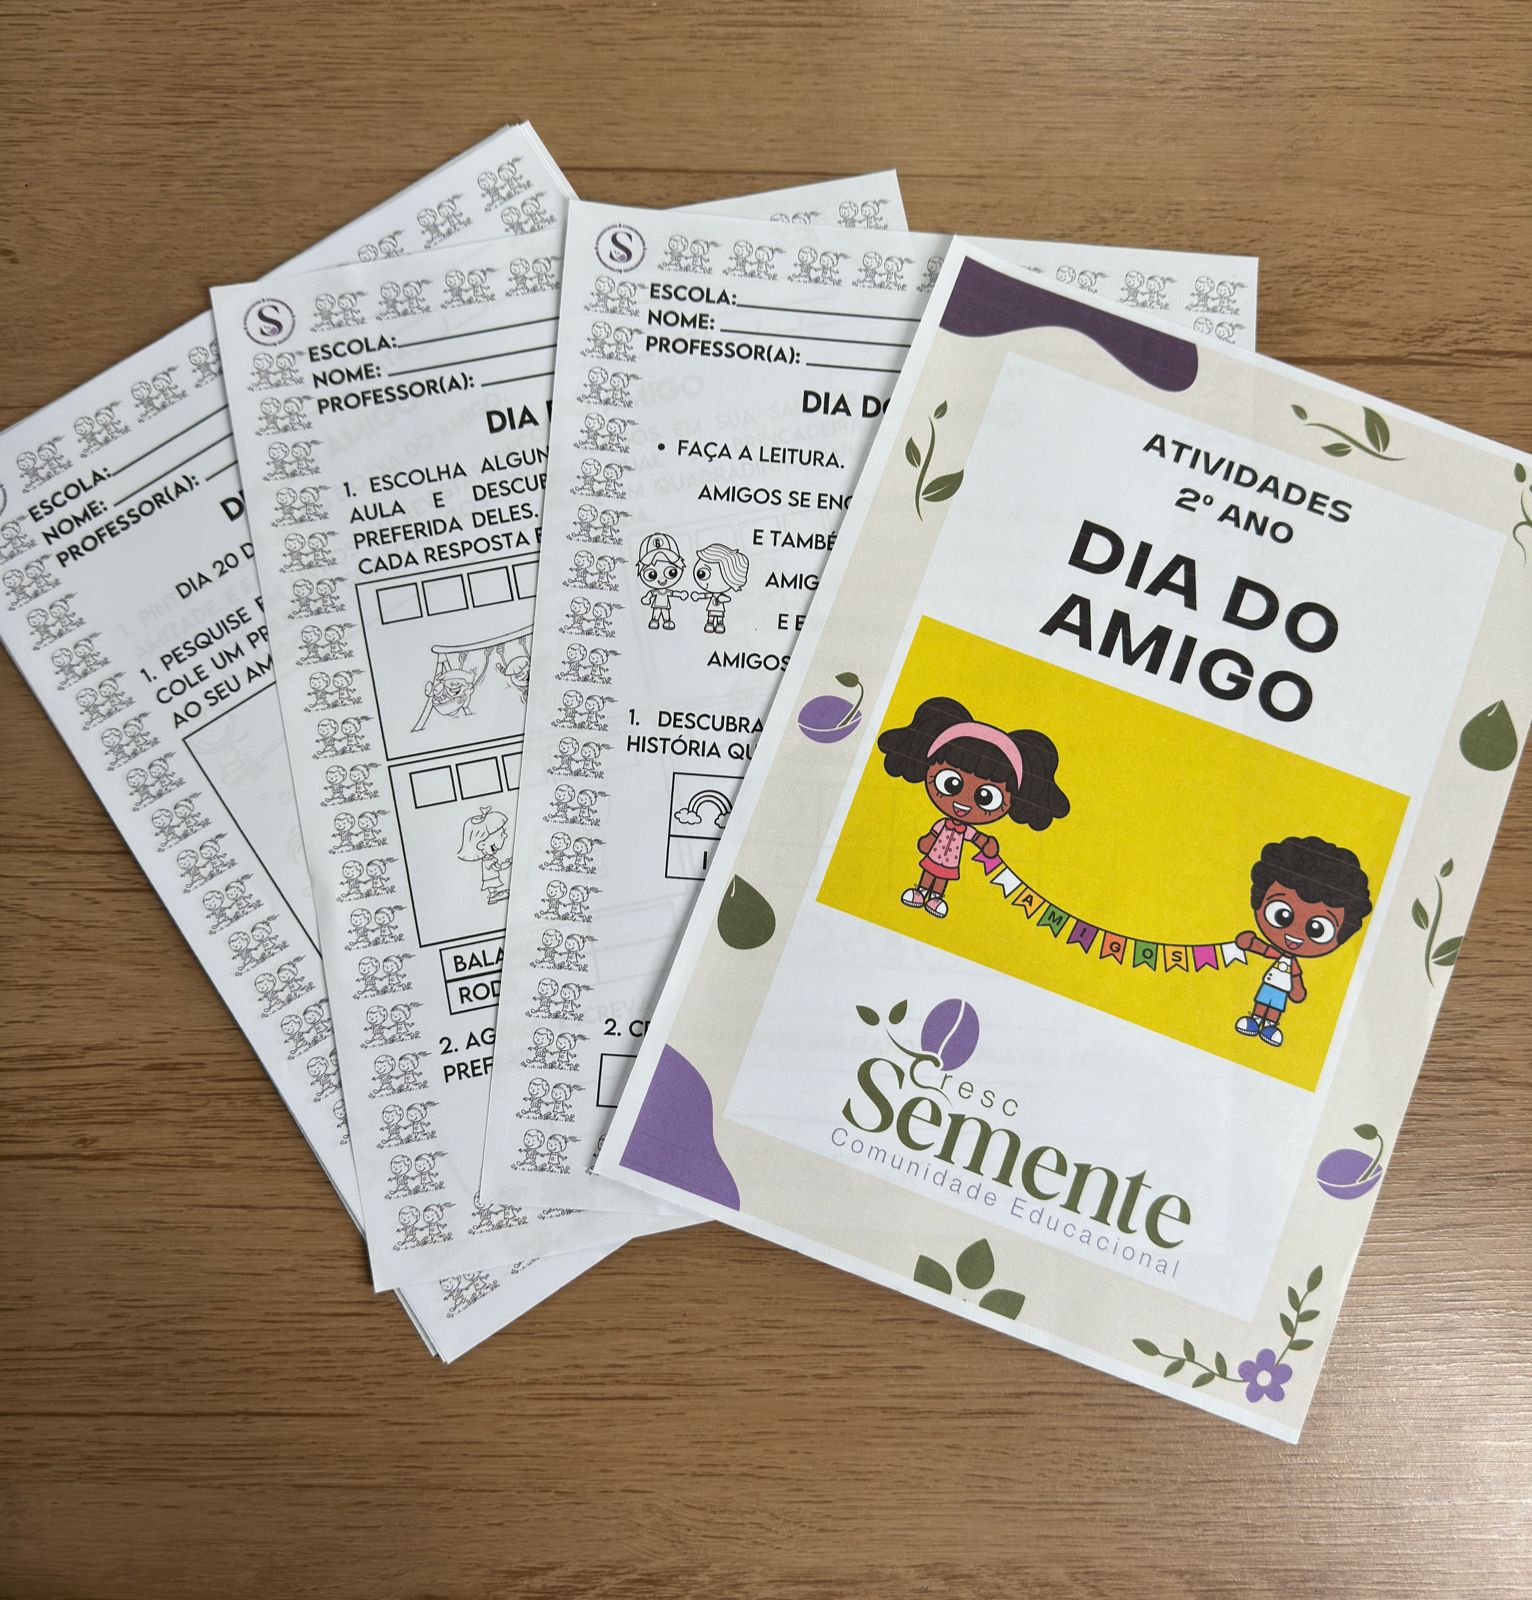 ESCOLA:
NOME:
PROFESSOR(A):
DIA 20 D
1. PESQUISE E
COLE UM PR
AO SEU AM
S
ESCOLA:
NOME:
PROFESSOR(A):
DIA
1. ESCOLHA ALGUN
AULA E DESCUB
PREFERIDA DELES.
CADA RESPOSTA E
BALA
ROD
2. AG
PREF
S
ESCOLA:
NOME:
PROFESSOR(A):
DIA DO
• FAÇA A LEITURA.
AMIGOS SE ENC
E TAMBÉ
AMIG
E E
AMIGOS
1. DESCUBRA
HISTÓRIA QU
2. CR
ATIVIDADES
2º ANO
DIA DO
AMIGO
AMIGOS
Cresc
Semente
Comunidade Educacional